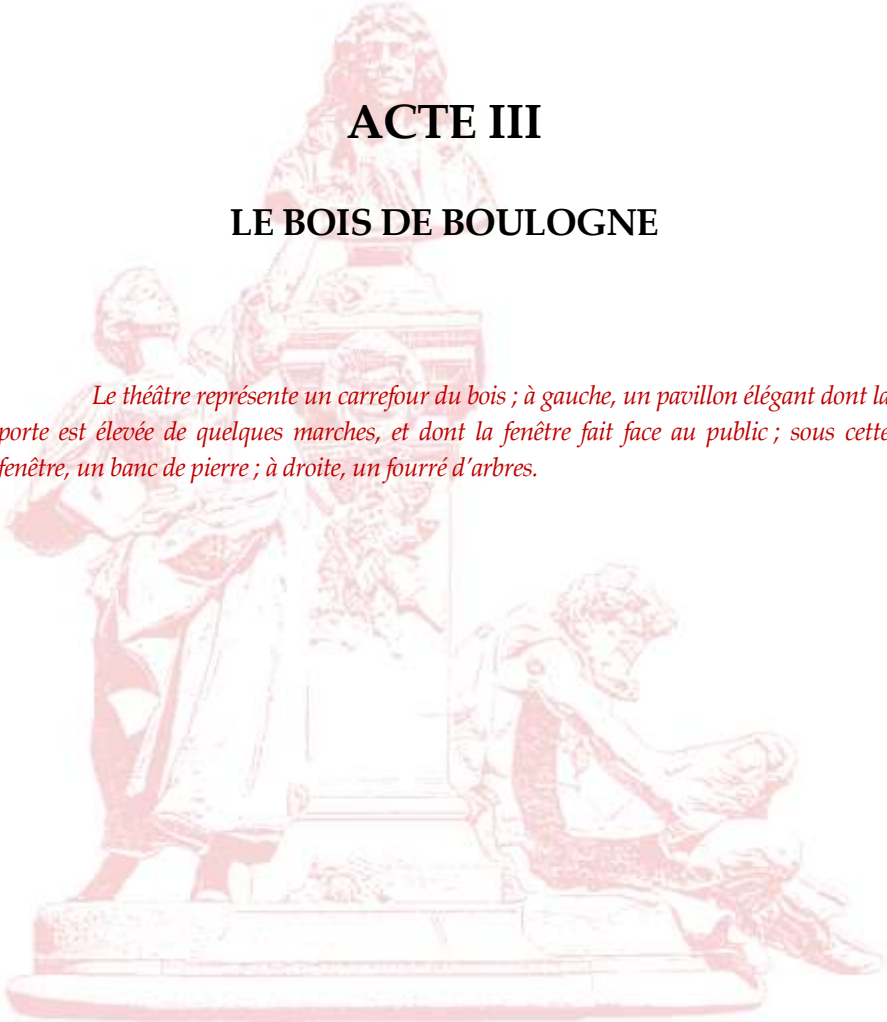 ACTE III
LE BOIS DE BOULOGNE
Le théâtre représente un carrefour du bois ; à gauche, un pavillon élégant dont la
porte est élevée de quelques marches, et dont la fenêtre fait face au public ; sous cette
fenêtre, un banc de pierre ; à droite, un fourré d’arbres.